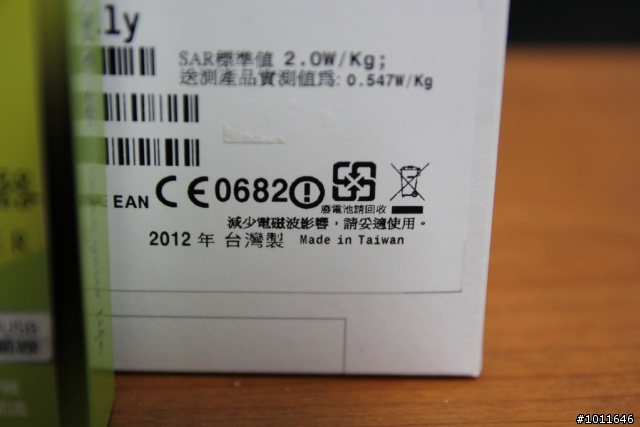 ly
SAR標準值 2.0W/Kg;
送測產品實測值為: 0.547W/Kg
EAN CE0682
廢電池請回收
減少電磁波影響，請妥適使用。
2012 年 台灣製 Made in Taiwan
USB
#1011646